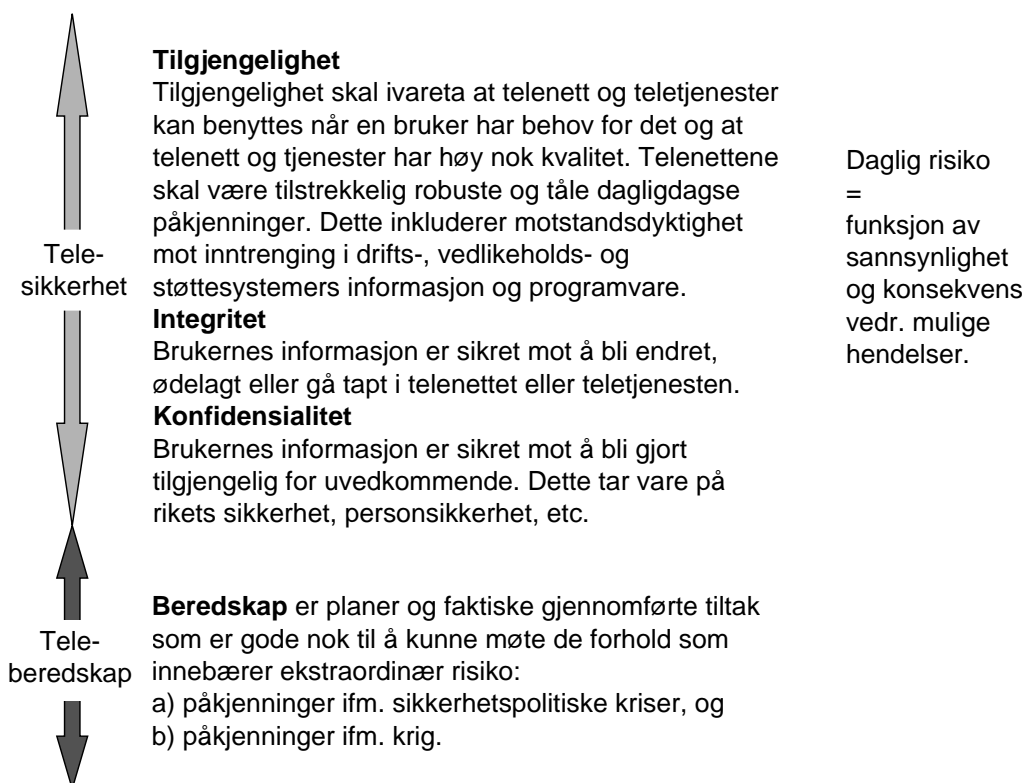 Tilgjengelighet
Tilgjengelighet skal ivareta at telenett og teletjenester
kan benyttes når en bruker har behov for det og at
telenett og tjenester har høy nok kvalitet. Telenettene
skal være tilstrekkelig robuste og tåle dagligdagse
påkjenninger. Dette inkluderer motstandsdyktighet
mot inntrenging i drifts-, vedlikeholds- og
støttesystemers informasjon og programvare.
Integritet
Brukernes informasjon er sikret mot å bli endret,
ødelagt eller gå tapt i telenettet eller teletjenesten.
Konfidensialitet
Brukernes informasjon er sikret mot å bli gjort
tilgjengelig for uvedkommende. Dette tar vare på
rikets sikkerhet, personsikkerhet, etc.
Tele-
sikkerhet
Daglig risiko
=
funksjon av
sannsynlighet
og konsekvens
vedr. mulige
hendelser.
Tele-
beredskap
Beredskap er planer og faktiske gjennomførte tiltak
som er gode nok til å kunne møte de forhold som
innebærer ekstraordinær risiko:
a) påkjenninger ifm. sikkerhetspolitiske kriser, og
b) påkjenninger ifm. krig.